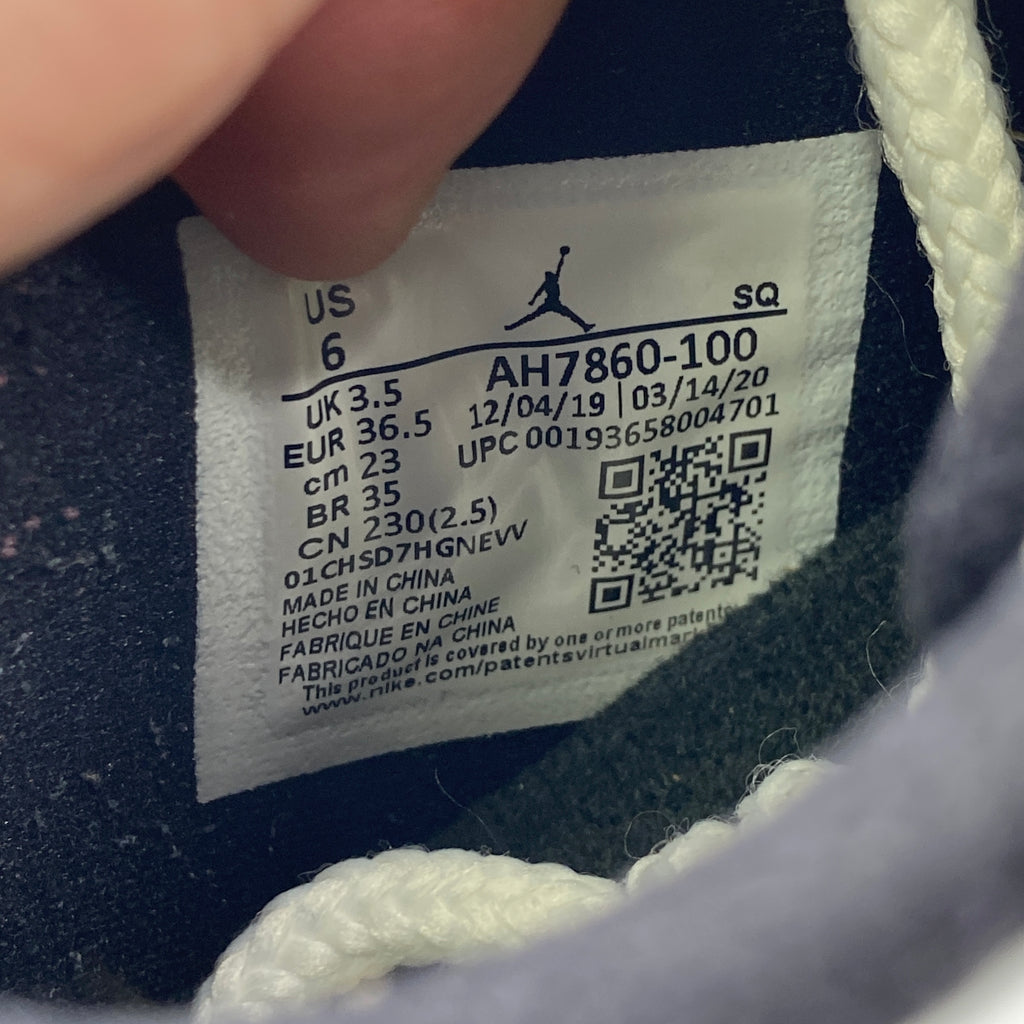 US
6
SQ
UK 3.5
EUR 36.5
cm 23
BR 35
CN 230(2.5)
AH7860-100
12/04/19 | 03/14/20
UPC 00193658004701
01CHSD7HGNEVV
MADE IN CHINA
HECHO EN CHINA
FABRIQUE EN CHINE
FABRICADO NA CHINA
This product is covered by one or more patents
www.nike.com/patentsvirtualmark